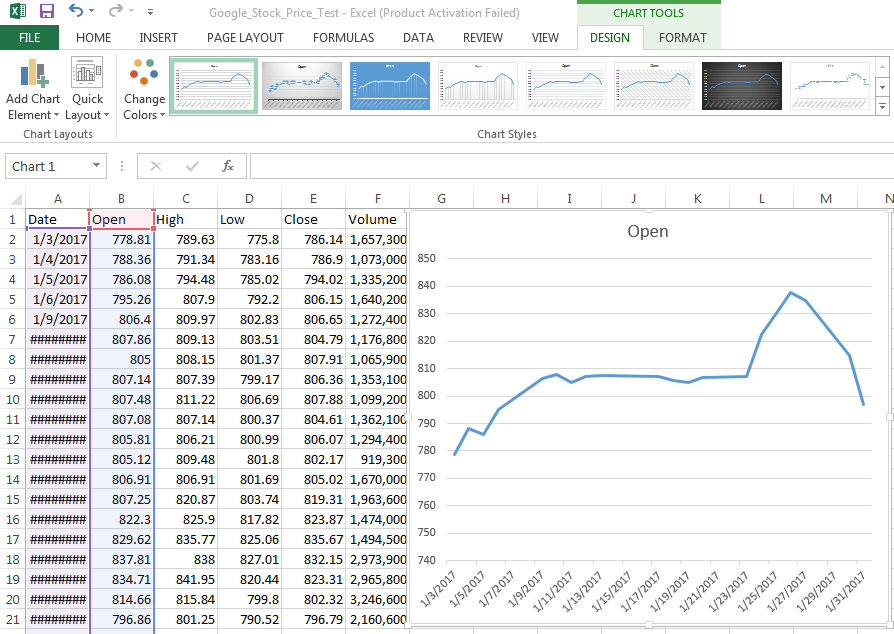 Google_Stock_Price_Test - Excel (Product Activation Failed)
CHART TOOLS
FILE HOME INSERT PAGE LAYOUT FORMULAS DATA REVIEW VIEW DESIGN FORMAT
Add Chart Element
Quick Layout
Change Colors
Chart Layouts
Chart Styles
Chart 1
fx
A B C D E F G H I J K L M N
1 Date Open High Low Close Volume
2 1/3/2017 778.81 789.63 775.8 786.14 1,657,300
3 1/4/2017 788.36 791.34 783.16 786.9 1,073,000
4 1/5/2017 786.08 794.48 785.02 794.02 1,335,200
5 1/6/2017 795.26 807.9 792.2 806.15 1,640,200
6 1/9/2017 806.4 809.97 802.83 806.65 1,272,400
7 ######## 807.86 809.13 803.51 804.79 1,176,800
8 ######## 805 808.15 801.37 807.91 1,065,900
9 ######## 807.14 807.39 799.17 806.36 1,353,100
10 ######## 807.48 811.22 806.69 807.88 1,099,200
11 ######## 807.08 807.14 800.37 804.61 1,362,100
12 ######## 805.81 806.21 800.99 806.07 1,294,400
13 ######## 805.12 809.48 801.8 802.17 919,300
14 ######## 806.91 806.91 801.69 805.02 1,670,000
15 ######## 807.25 820.87 803.74 819.31 1,963,600
16 ######## 822.3 825.9 817.82 823.87 1,474,000
17 ######## 829.62 835.77 825.06 835.67 1,494,500
18 ######## 837.81 838 827.01 832.15 2,973,900
19 ######## 834.71 841.95 820.44 823.31 2,965,800
20 ######## 814.66 815.84 799.8 802.32 3,246,600
21 ######## 796.86 801.25 790.52 796.79 2,160,600
Open
850
840
830
820
810
800
790
780
770
760
750
740
1/3/2017 1/5/2017 1/7/2017 1/9/2017 1/11/2017 1/13/2017 1/15/2017 1/17/2017 1/19/2017 1/21/2017 1/23/2017 1/25/2017 1/27/2017 1/29/2017 1/31/2017